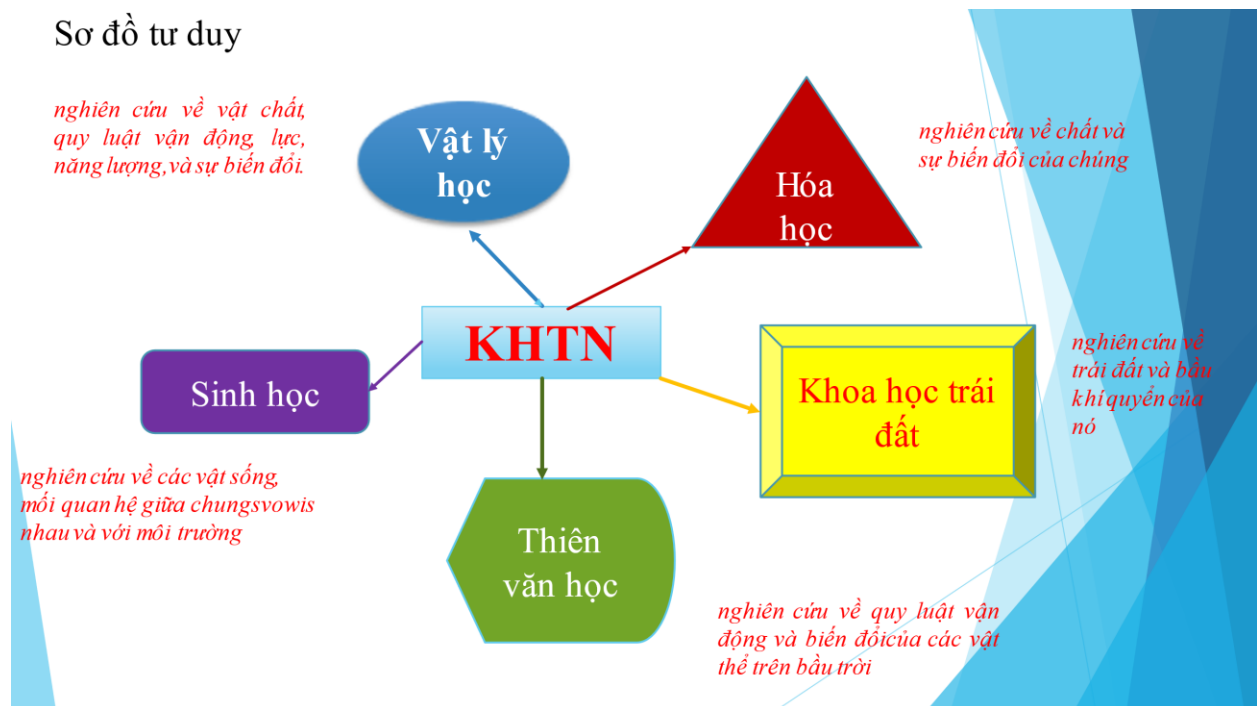 Sơ đồ tư duy
nghiên cứu về vật chất,
quy luật vận động, lực,
năng lượng,và sự biến đổi.
Vật lý
học
Hóa
học
nghiên cứu về chất và
sự biến đổi của chúng
KHTN
Sinh học
Khoa học trái
đất
nghiên cứu về
trái đất và bầu
khí quyển của
nó
nghiên cứu về các vật sống,
mối quan hệ giữa chungsvowis
nhau và với môi trường
Thiên
văn học
nghiên cứu về quy luật vận
động và biến đổicủa các vật
thể trên bầu trời